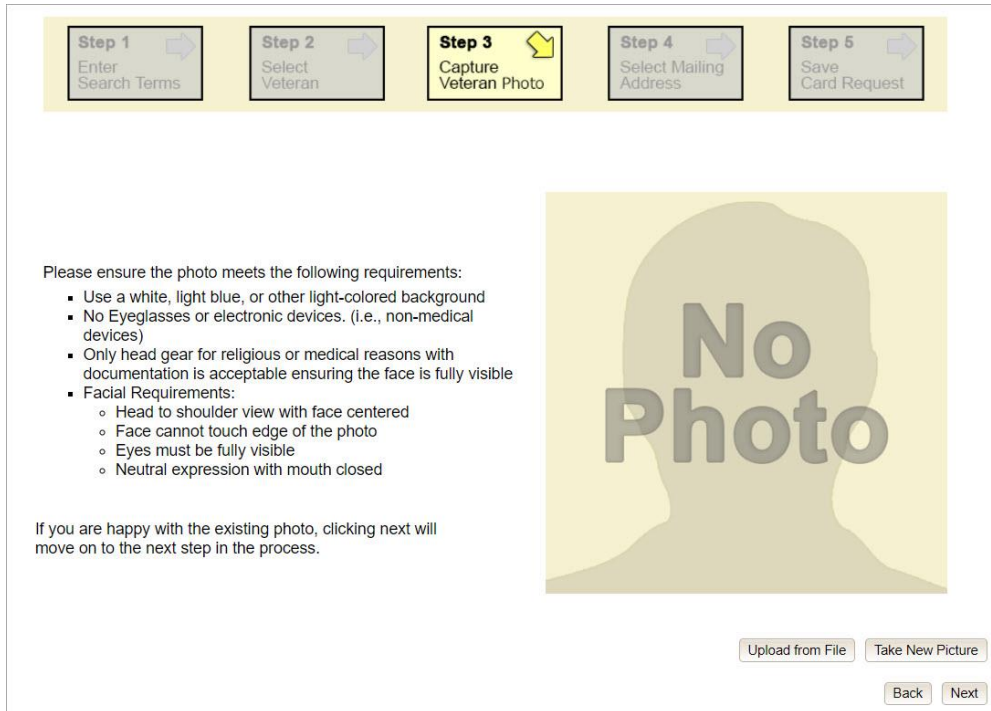 Step 1
Enter
Search Terms
Step 2
Select
Veteran
Step 3
Capture
Veteran Photo
Step 4
Select Mailing
Address
Step 5
Save
Card Request
Please ensure the photo meets the following requirements:
Use a white, light blue, or other light-colored background
No Eyeglasses or electronic devices. (i.e., non-medical
devices)
Only head gear for religious or medical reasons with
documentation is acceptable ensuring the face is fully visible
Facial Requirements:
Head to shoulder view with face centered
Face cannot touch edge of the photo
Eyes must be fully visible
Neutral expression with mouth closed
If you are happy with the existing photo, clicking next will
move on to the next step in the process.
No
Photo
Upload from File
Take New Picture
Back
Next